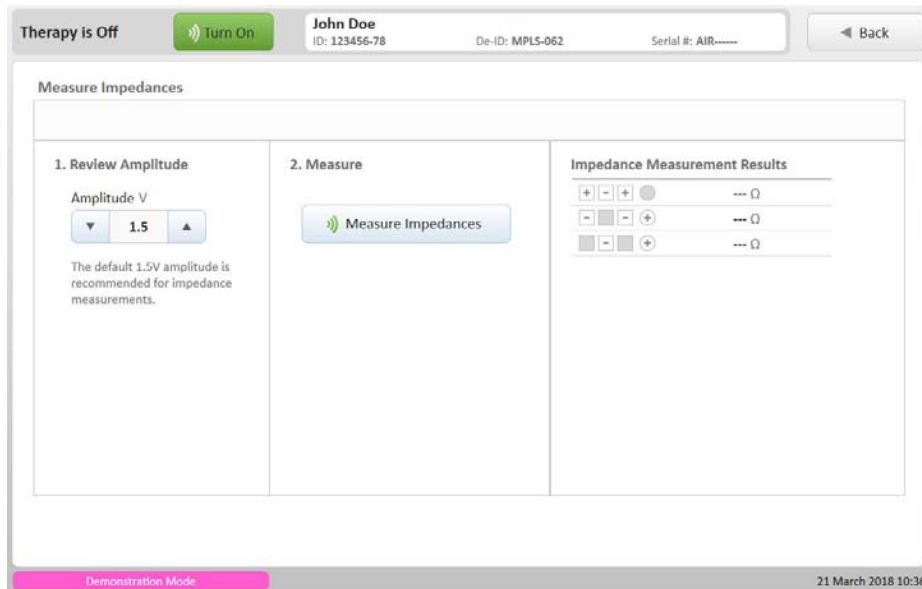 Therapy is Off
Turn On
John Doe
ID: 123456-78 De-ID: MPLS-062 Serial #: AIR------
Back
Measure Impedances
1. Review Amplitude
Amplitude V
1.5
The default 1.5V amplitude is
recommended for impedance
measurements.
2. Measure
Measure Impedances
Impedance Measurement Results
+ - + --- Ω
- - + --- Ω
- + --- Ω
Demonstration Mode
21 March 2018 10:36